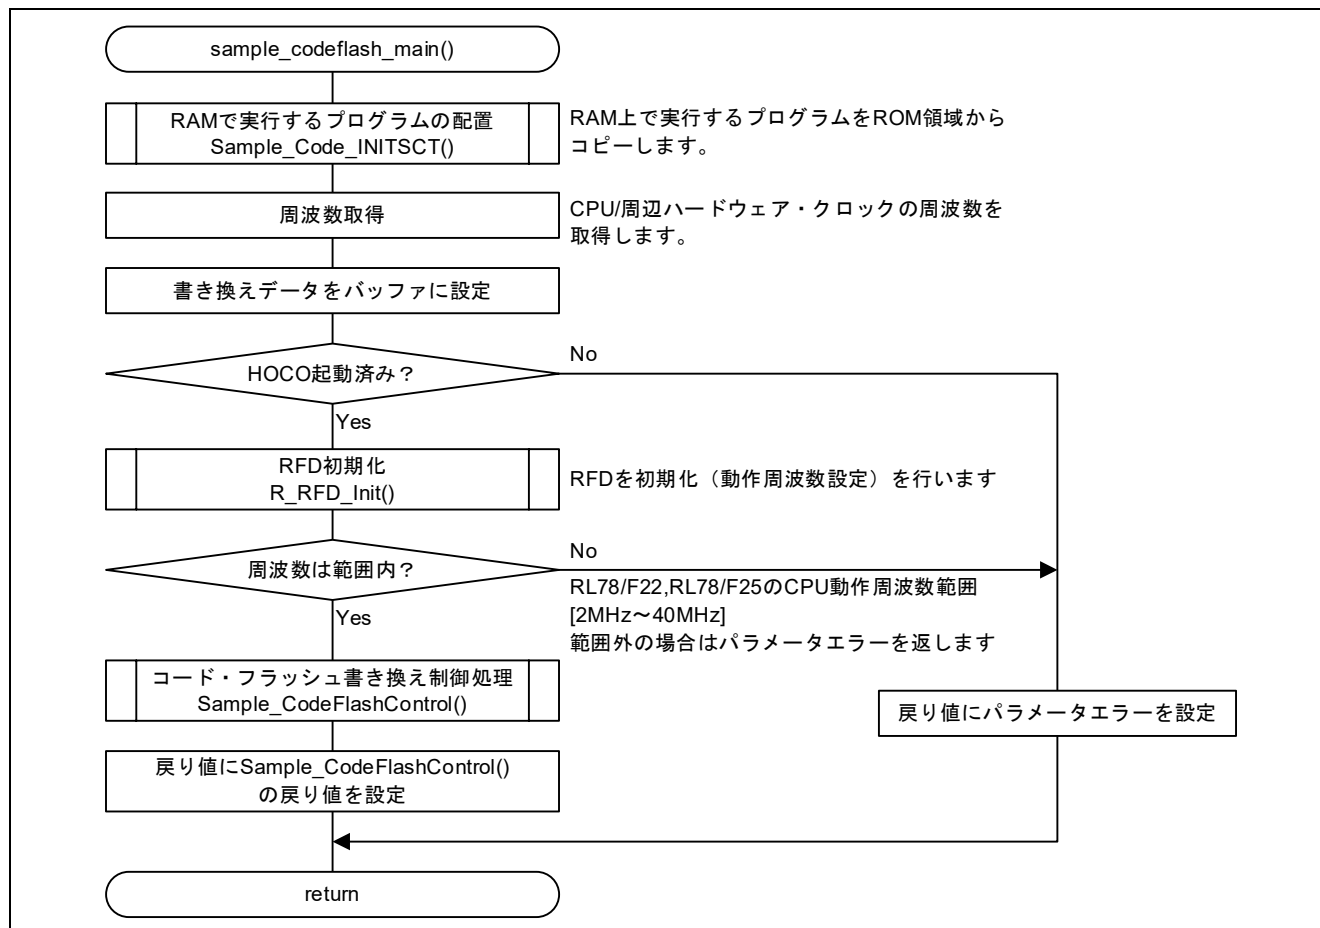 sample_codeflash_main()
RAMで実行するプログラムの配置
Sample_Code_INITSCT()
RAM上で実行するプログラムをROM領域から
コピーします。
周波数取得
CPU/周辺ハードウェア・クロックの周波数を
取得します。
書き換えデータをバッファに設定
HOCO起動済み？
No
Yes
RFD初期化
R_RFD_Init()
RFDを初期化（動作周波数設定）を行います
周波数は範囲内？
No
RL78/F22,RL78/F25のCPU動作周波数範囲
[2MHz～40MHz]
範囲外の場合はパラメータエラーを返します
Yes
コード・フラッシュ書き換え制御処理
Sample_CodeFlashControl()
戻り値にパラメータエラーを設定
戻り値にSample_CodeFlashControl()
の戻り値を設定
return